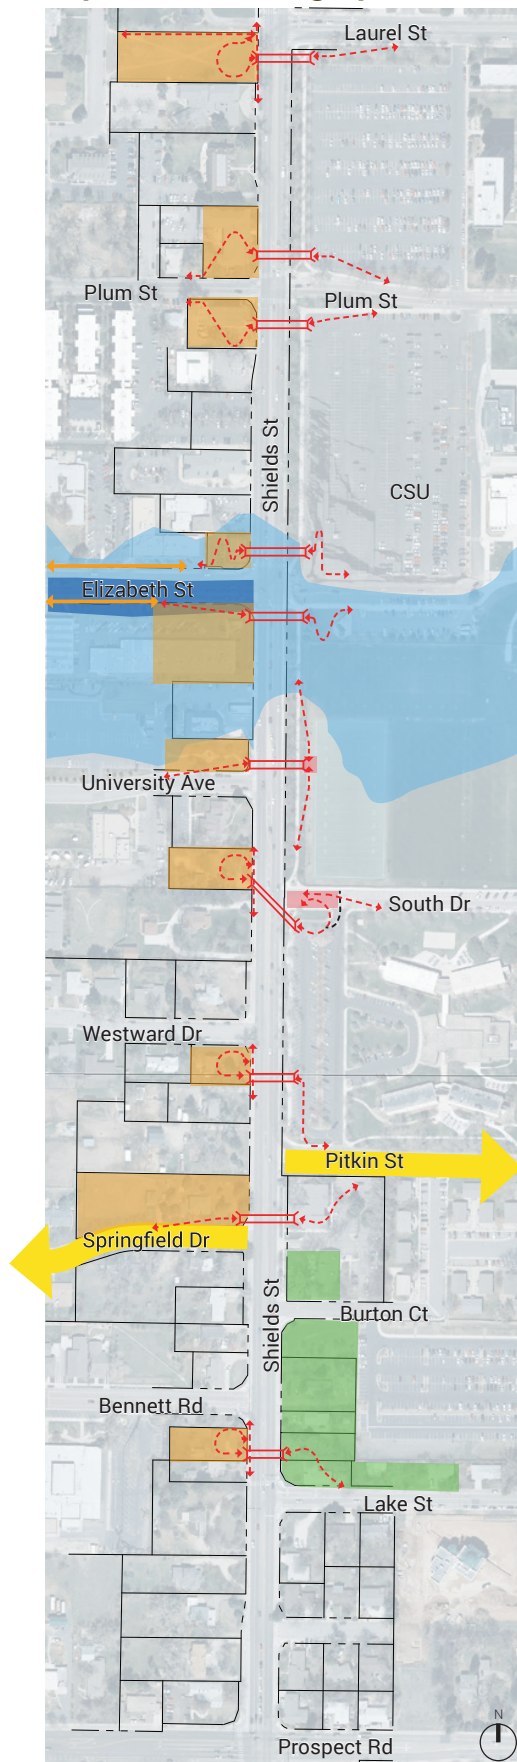 Laurel St
Plum St
Plum St
Shields St
CSU
Elizabeth St
University Ave
South Dr
Westward Dr
Pitkin St
Springfield Dr
Shields St
Burton Ct
Bennett Rd
Lake St
N
Prospect Rd